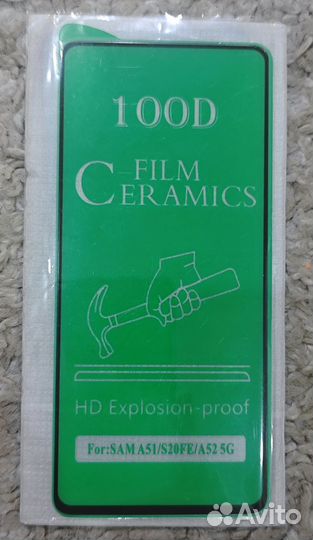 100D
FILM
CERAMICS
HD Explosion-proof
For:SAM A51/S20FE/A52 5G
Avito